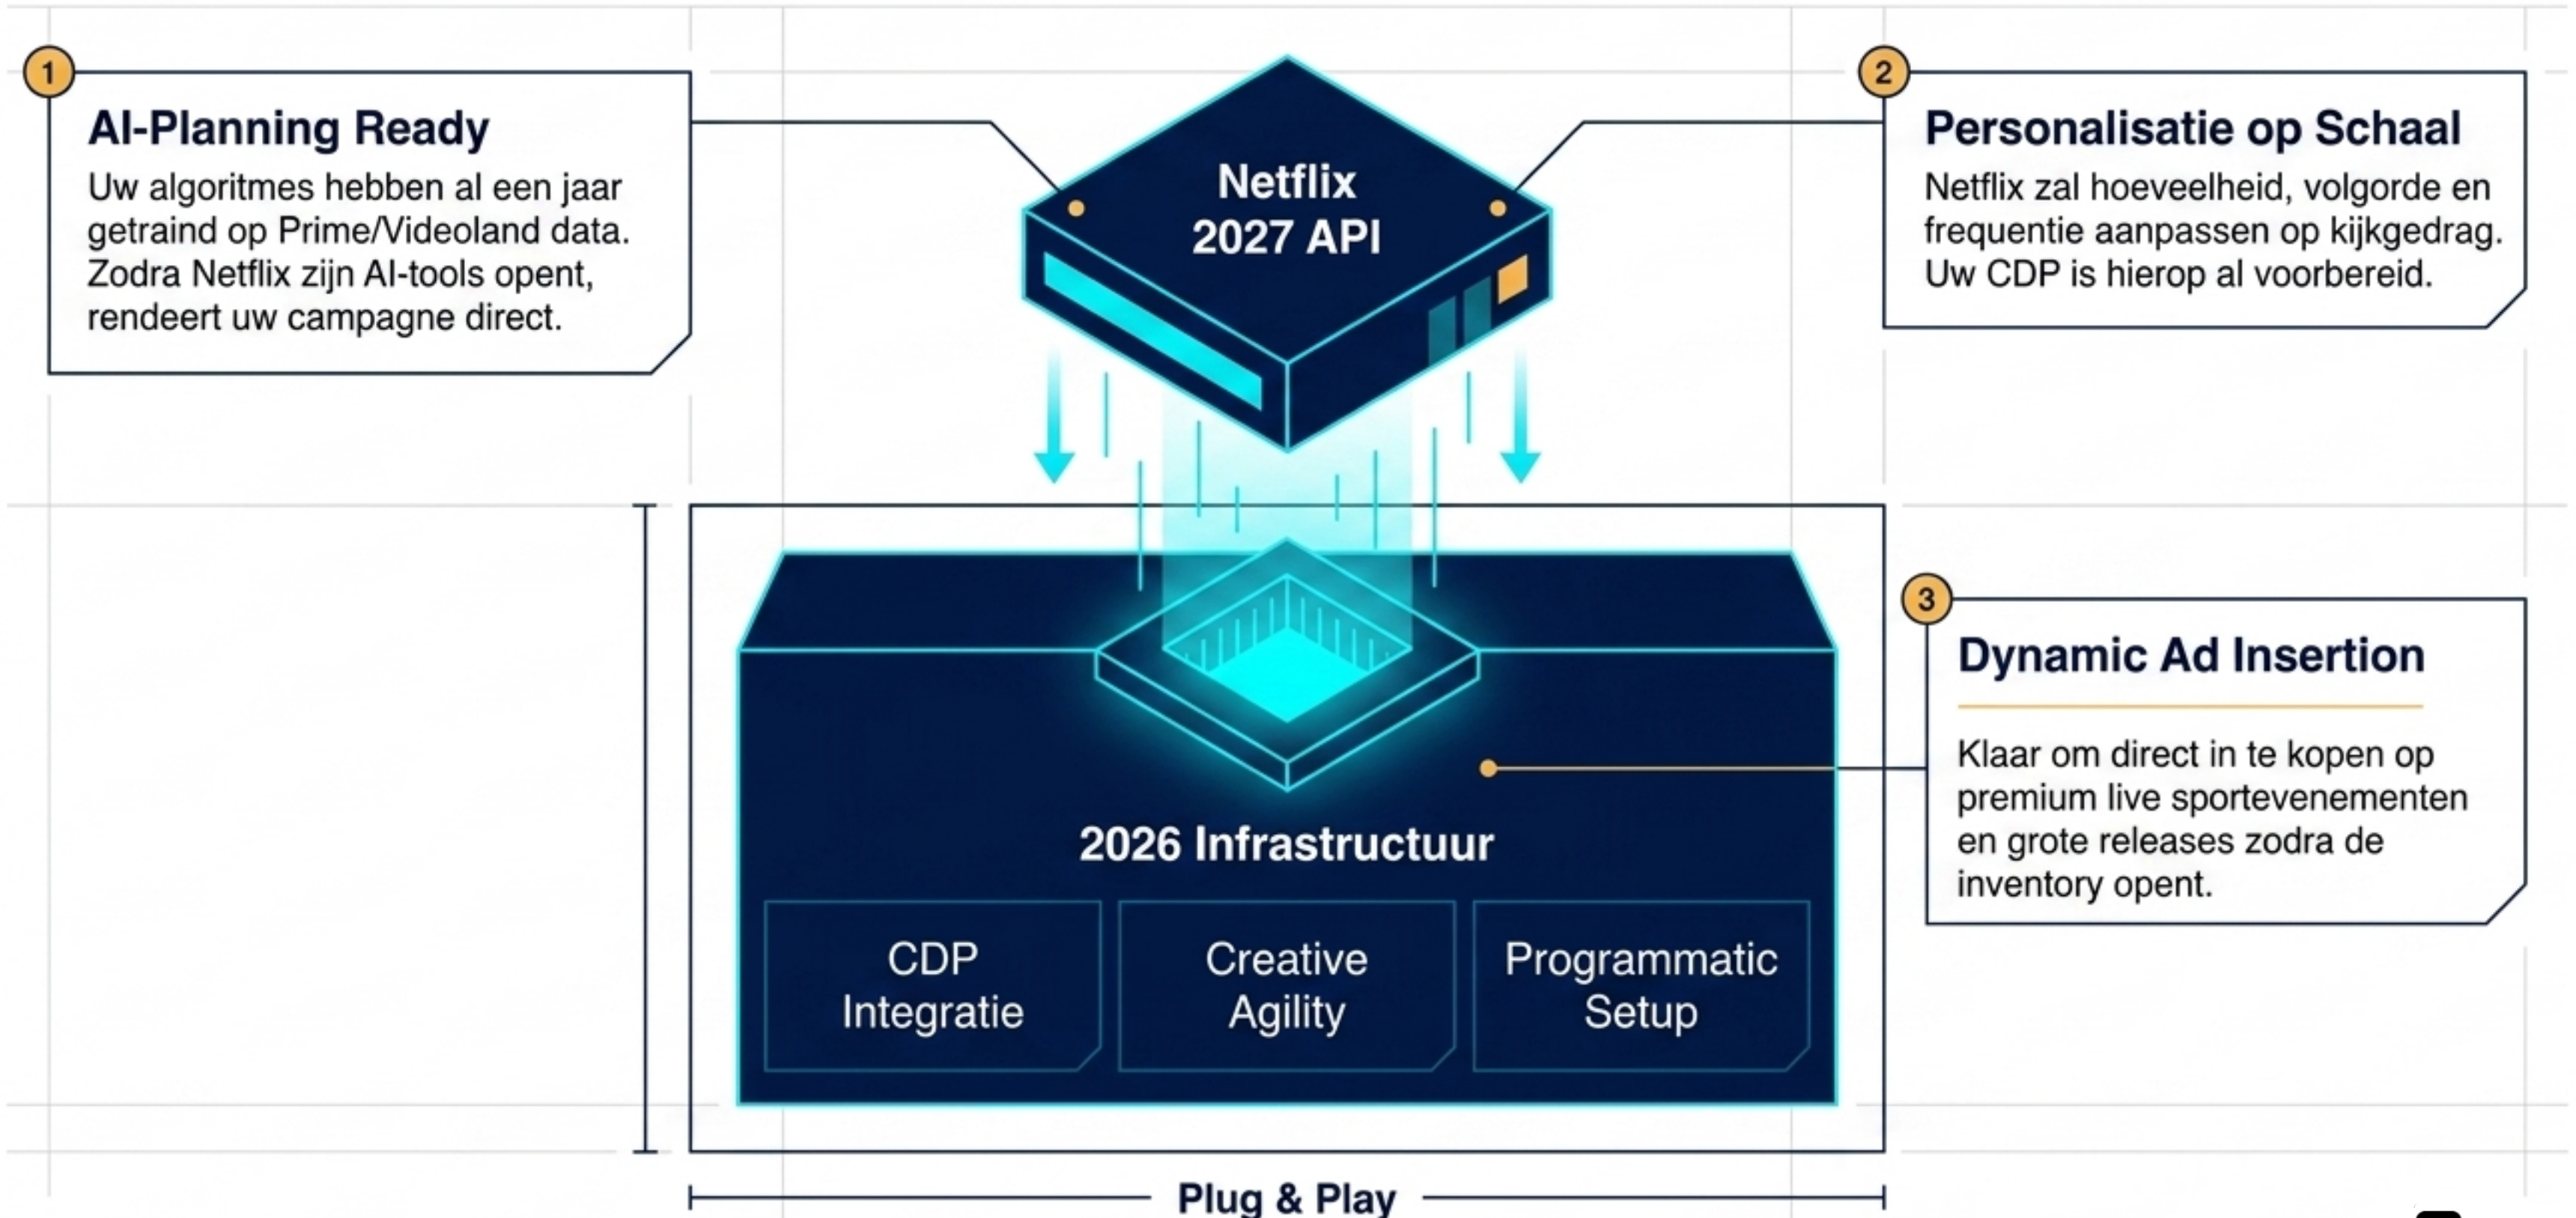 1
AI-Planning Ready
Uw algoritmes hebben al een jaar
getraind op Prime/Videoland data.
Zodra Netflix zijn AI-tools opent,
rendeert uw campagne direct.
Netflix
2027 API
2
Personalisatie op Schaal
Netflix zal hoeveelheid, volgorde en
frequentie aanpassen op kijkgedrag.
Uw CDP is hierop al voorbereid.
3
Dynamic Ad Insertion
Klaar om direct in te kopen op
premium live sportevenementen
en grote releases zodra de
inventory opent.
2026 Infrastructuur
CDP
Integratie
Creative
Agility
Programmatic
Setup
Plug & Play